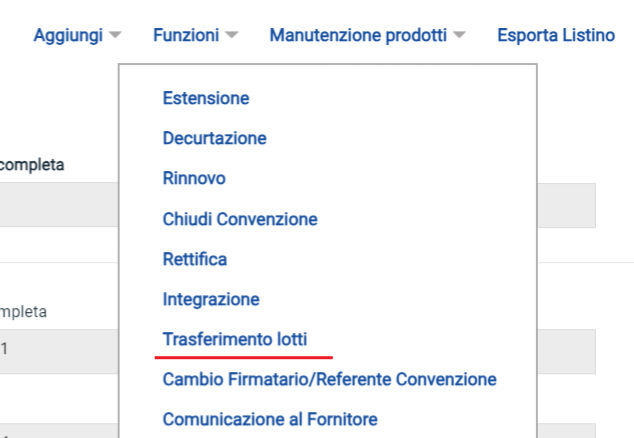 Aggiungi Funzioni Manutenzione prodotti Esporta Listino
Estensione
Decurtazione
completa
Rinnovo
Chiudi Convenzione
Rettifica
Integrazione
mpleta
Trasferimento lotti
1
Cambio Firmatario/Referente Convenzione
Comunicazione al Fornitore